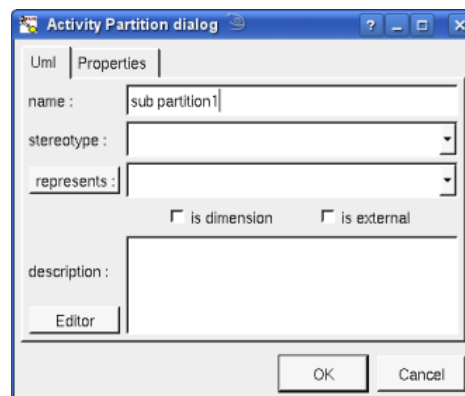 Activity Partition dialog
Uml Properties
name : sub partition1
stereotype :
represents :
is dimension is external
description :
Editor
OK Cancel